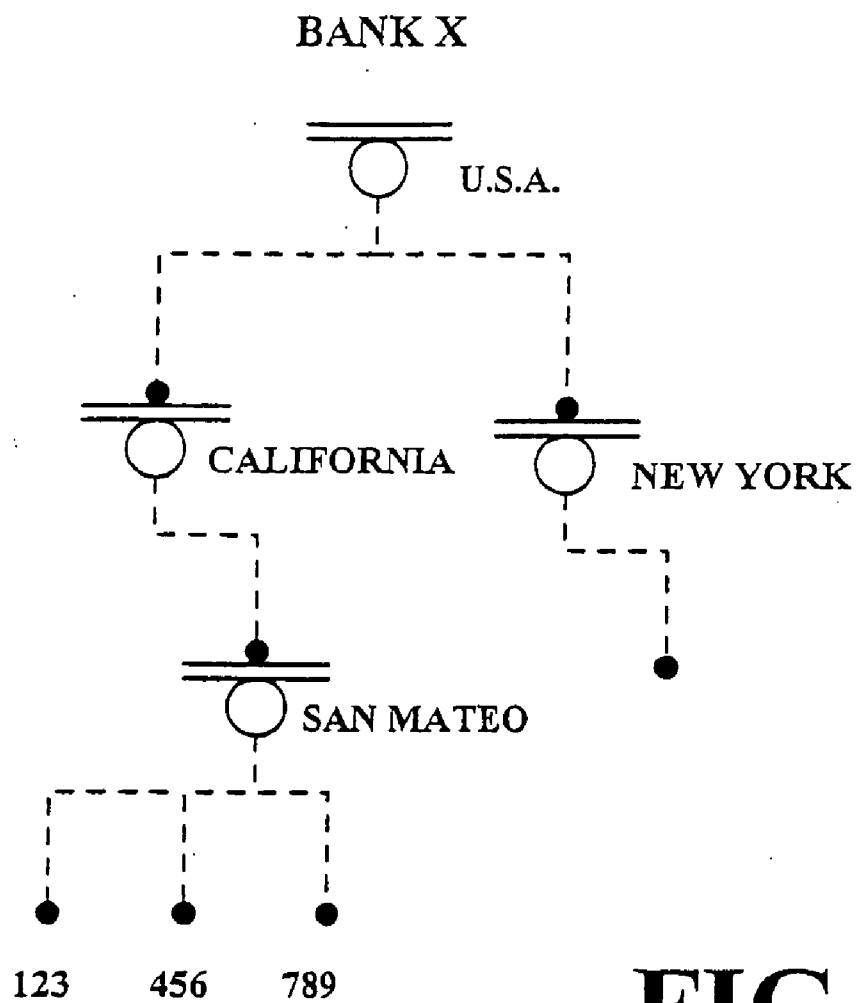 BANK X
U.S.A.
CALIFORNIA
NEW YORK
SAN MATEO
123 456 789
FIG